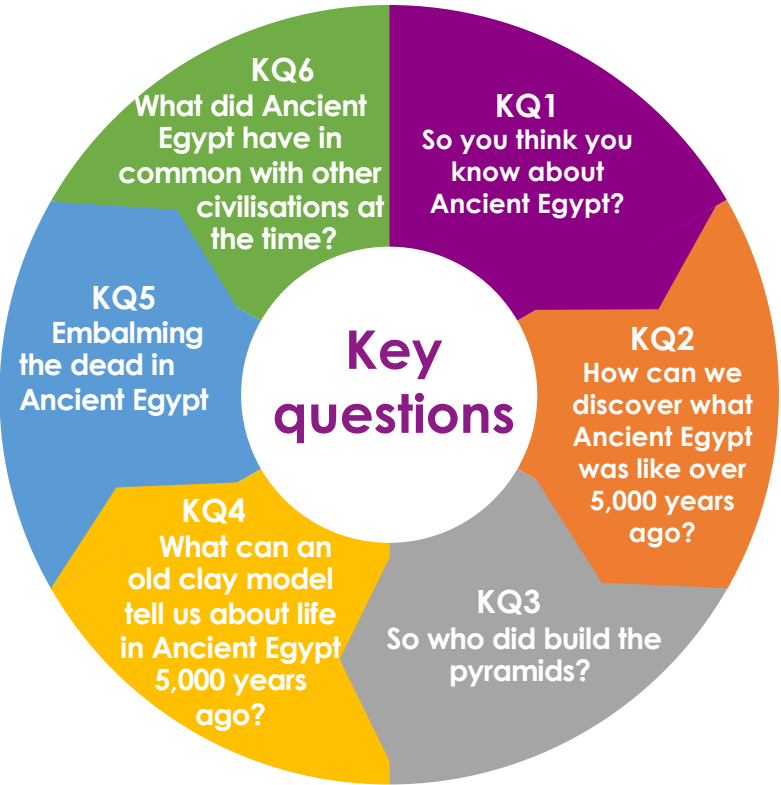 Key
questions
KQ1
So you think you
know about
Ancient Egypt?
KQ2
How can we
discover what
Ancient Egypt
was like over
5,000 years
ago?
KQ3
So who did build the
pyramids?
KQ4
What can an
old clay model
tell us about life
in Ancient Egypt
5,000 years
ago?
KQ5
Embalming
the dead in
Ancient Egypt
KQ6
What did Ancient
Egypt have in
common with other
civilisations at
the time?